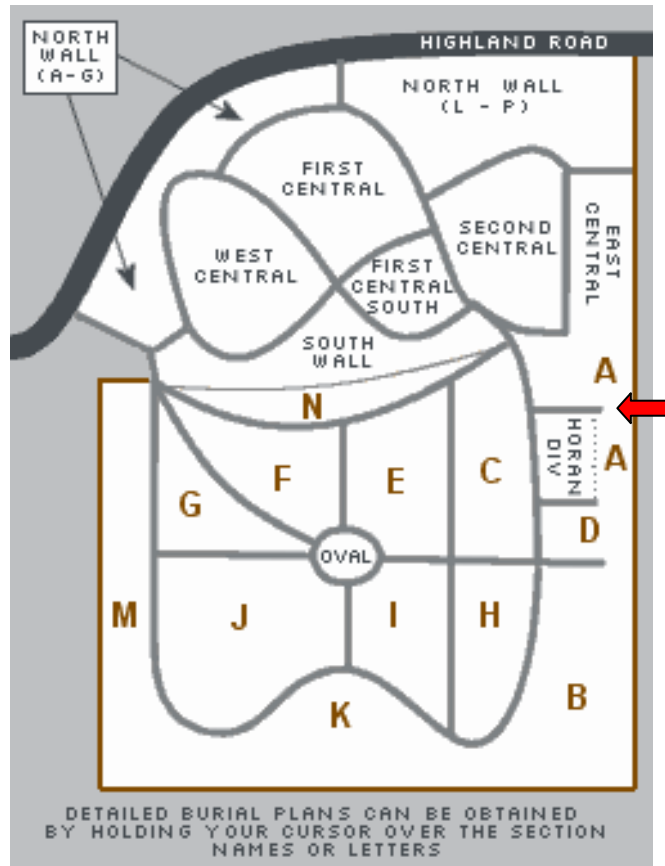 NORTH
WALL
(A-G)
HIGHLAND ROAD
NORTH WALL
(L - P)
FIRST
CENTRAL
SECOND
CENTRAL
EAST
CENTRAL
WEST
CENTRAL
FIRST
CENTRAL
SOUTH
SOUTH
WALL
A
N
HORAN
DIV
A
C
E
F
G
D
OVAL
M
J
I
H
B
K
DETAILED BURIAL PLANS CAN BE OBTAINED
BY HOLDING YOUR CURSOR OVER THE SECTION
NAMES OR LETTERS